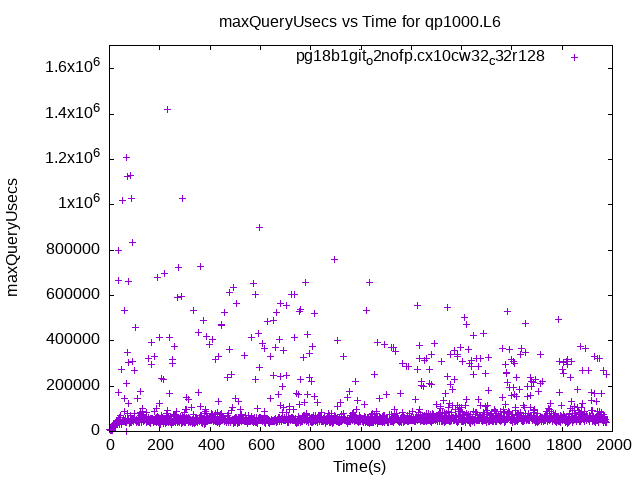 maxQueryUsecs vs Time for qp1000.L6
pg18b1git_o2nofp.cx10cw32_c32r128
1.6x10^6
1.4x10^6
1.2x10^6
1x10^6
800000
600000
400000
200000
0
maxQueryUsecs
0 200 400 600 800 1000 1200 1400 1600 1800 2000
Time(s)